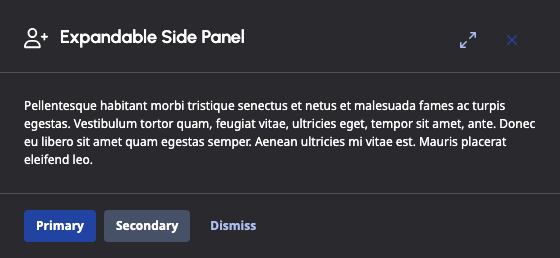 Expandable Side Panel
Pellentesque habitant morbi tristique senectus et netus et malesuada fames ac turpis
egestas. Vestibulum tortor quam, feugiat vitae, ultricies eget, tempor sit amet, ante. Donec
eu libero sit amet quam egestas semper. Aenean ultricies mi vitae est. Mauris placerat
eleifend leo.
Primary Secondary Dismiss